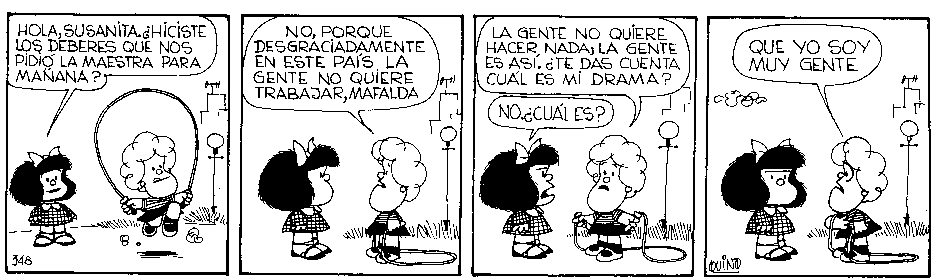 HOLA, SUSANITA. ¿HICISTE
LOS DEBERES QUE NOS
PIDIÓ LA MAESTRA PARA
MAÑANA?
348
NO, PORQUE
DESGRACIADAMENTE
EN ESTE PAÍS LA
GENTE NO QUIERE
TRABAJAR, MAFALDA
LA GENTE NO QUIERE
HACER NADA; LA GENTE
ES ASÍ. ¿TE DAS CUENTA
CUÁL ES MI DRAMA?
NO. ¿CUÁL ES?
QUE YO SOY
MUY GENTE
QUINO